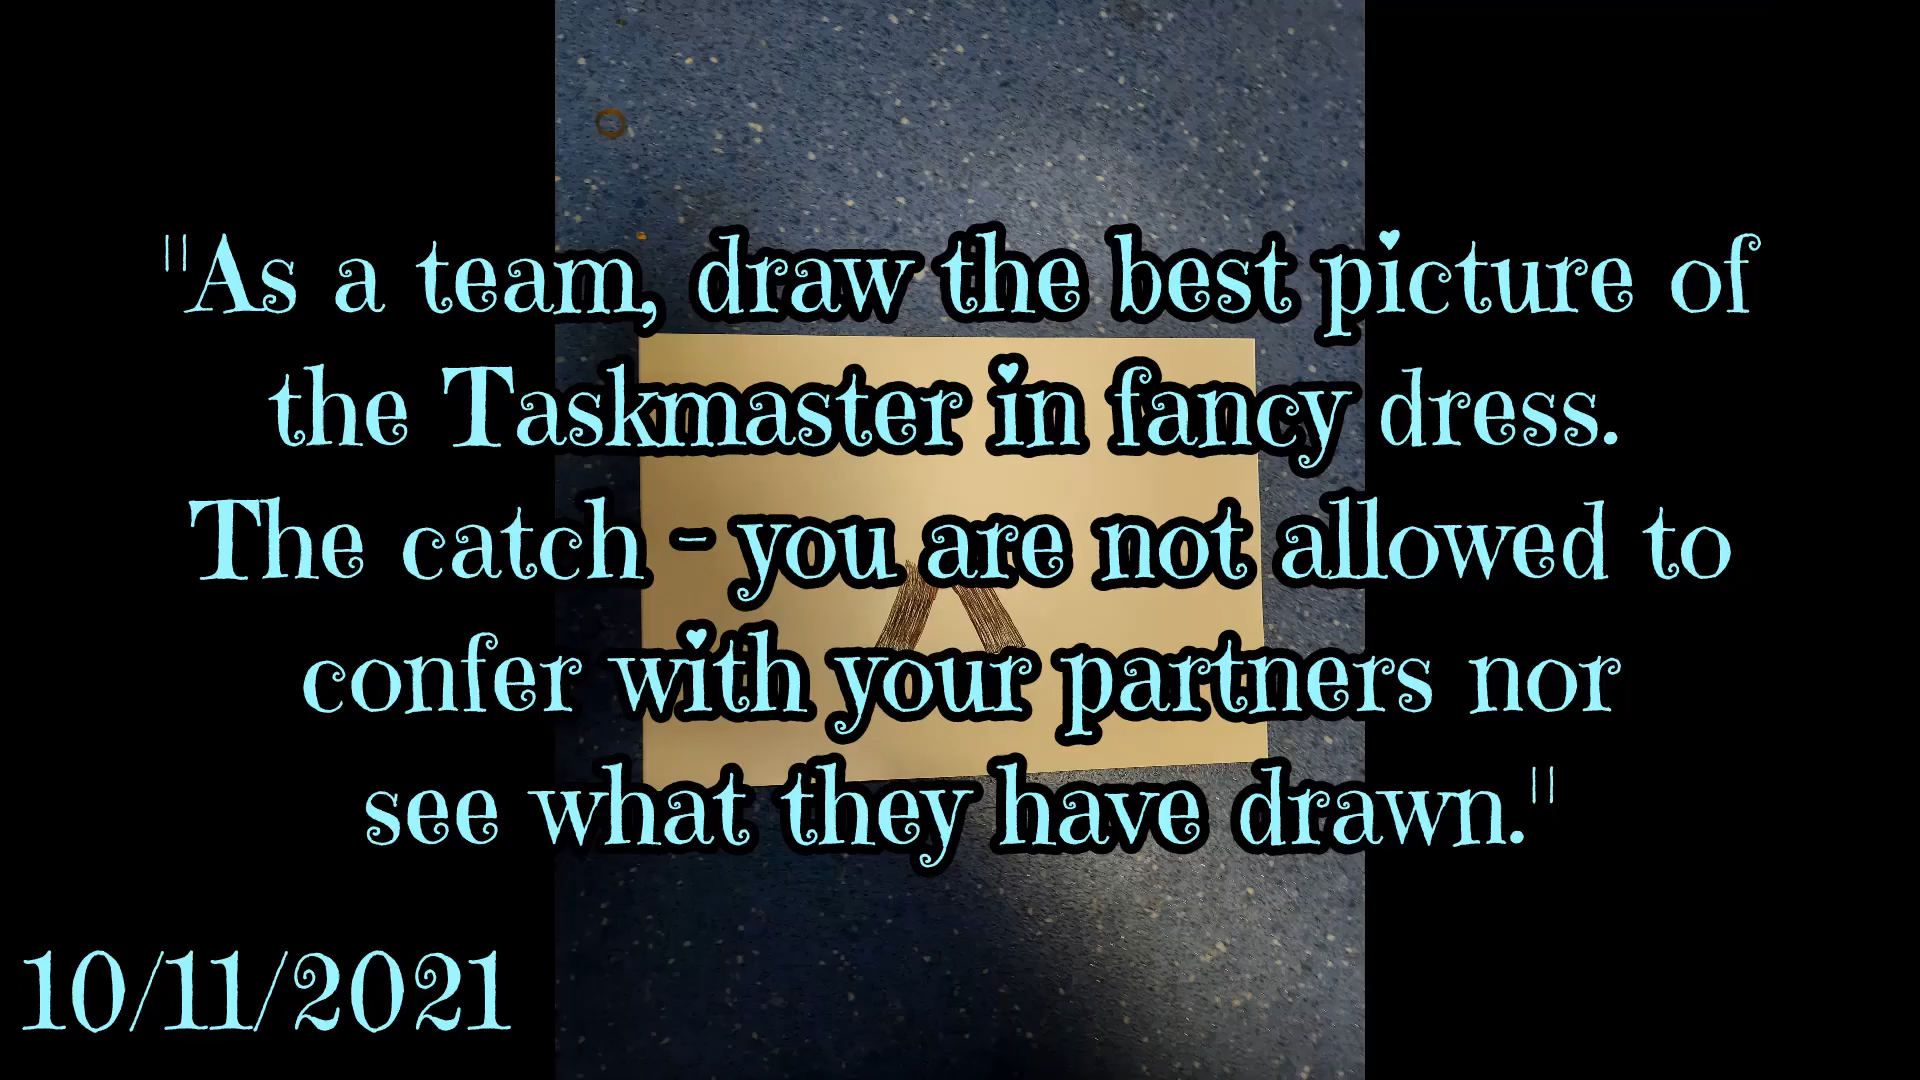 "As a team, draw the best picture of
the Taskmaster in fancy dress.
The catch - you are not allowed to
confer with your partners nor
see what they have drawn."
10/11/2021